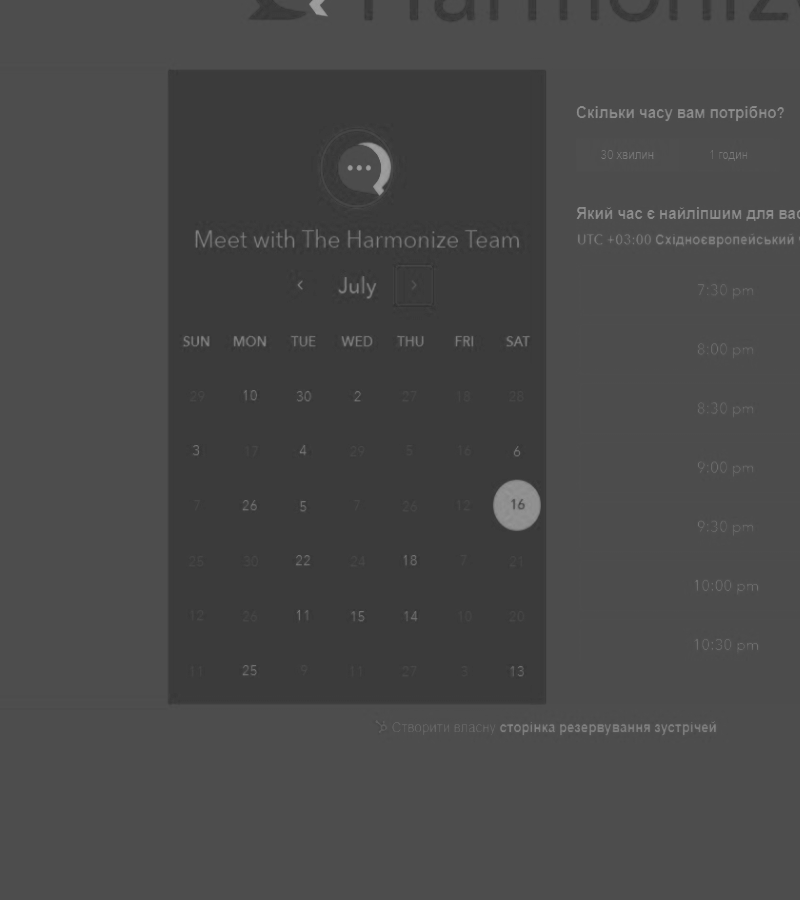 Harmonize
Meet with The Harmonize Team
July
SUN MON TUE WED THU FRI SAT
29 10 30 2 27 18 28
3 17 4 29 5 16 6
7 26 5 7 26 12 16
25 30 22 24 18 7 21
12 26 11 15 14 10 20
11 25 9 11 27 3 13
Скільки часу вам потрібно?
30 хвилин 1 годин
Який час є найліпшим для вас
UTC +03:00 Східноєвропейський
7:30 pm
8:00 pm
8:30 pm
9:00 pm
9:30 pm
10:00 pm
10:30 pm
Створити власну сторінка резервування зустрічей